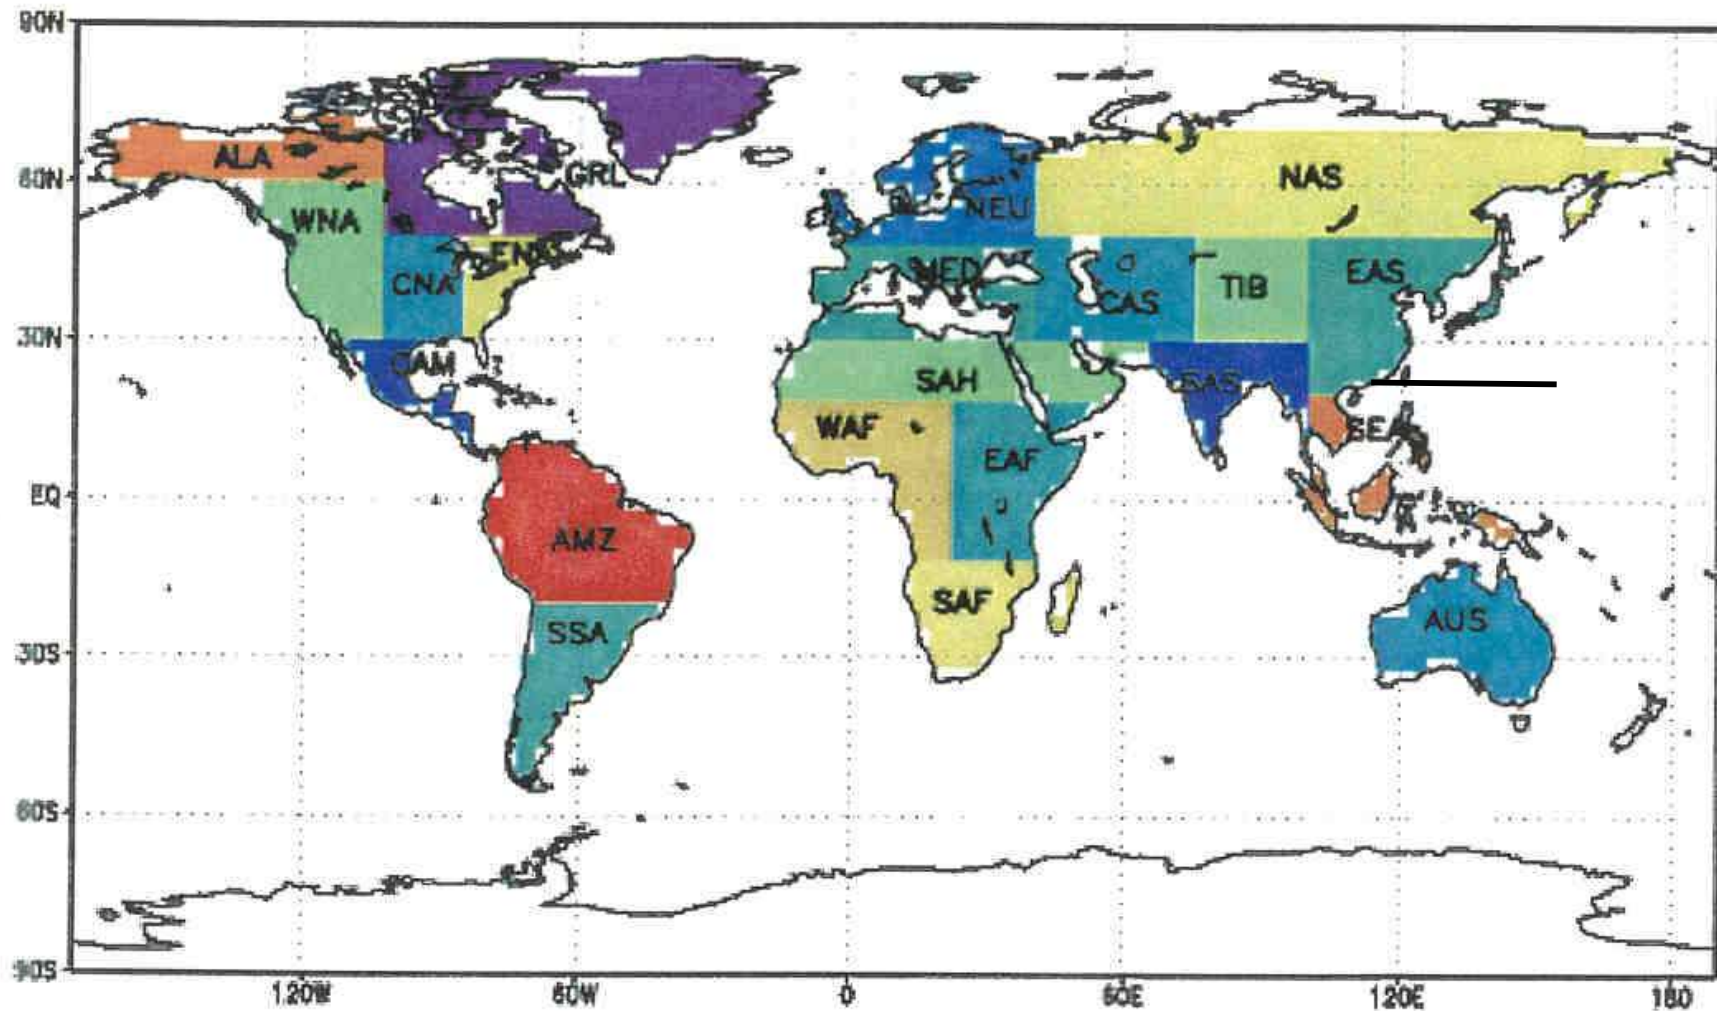 90N
ALA
GRL
NAS
60N
WNA
NEU
ENA
CNA
MED
CAS
TIB
EAS
30N
CAM
SAH
SAS
WAF
SEA
EAF
EQ
AMZ
SAF
AUS
SSA
30S
60S
90S
120W
60W
0
60E
120E
180